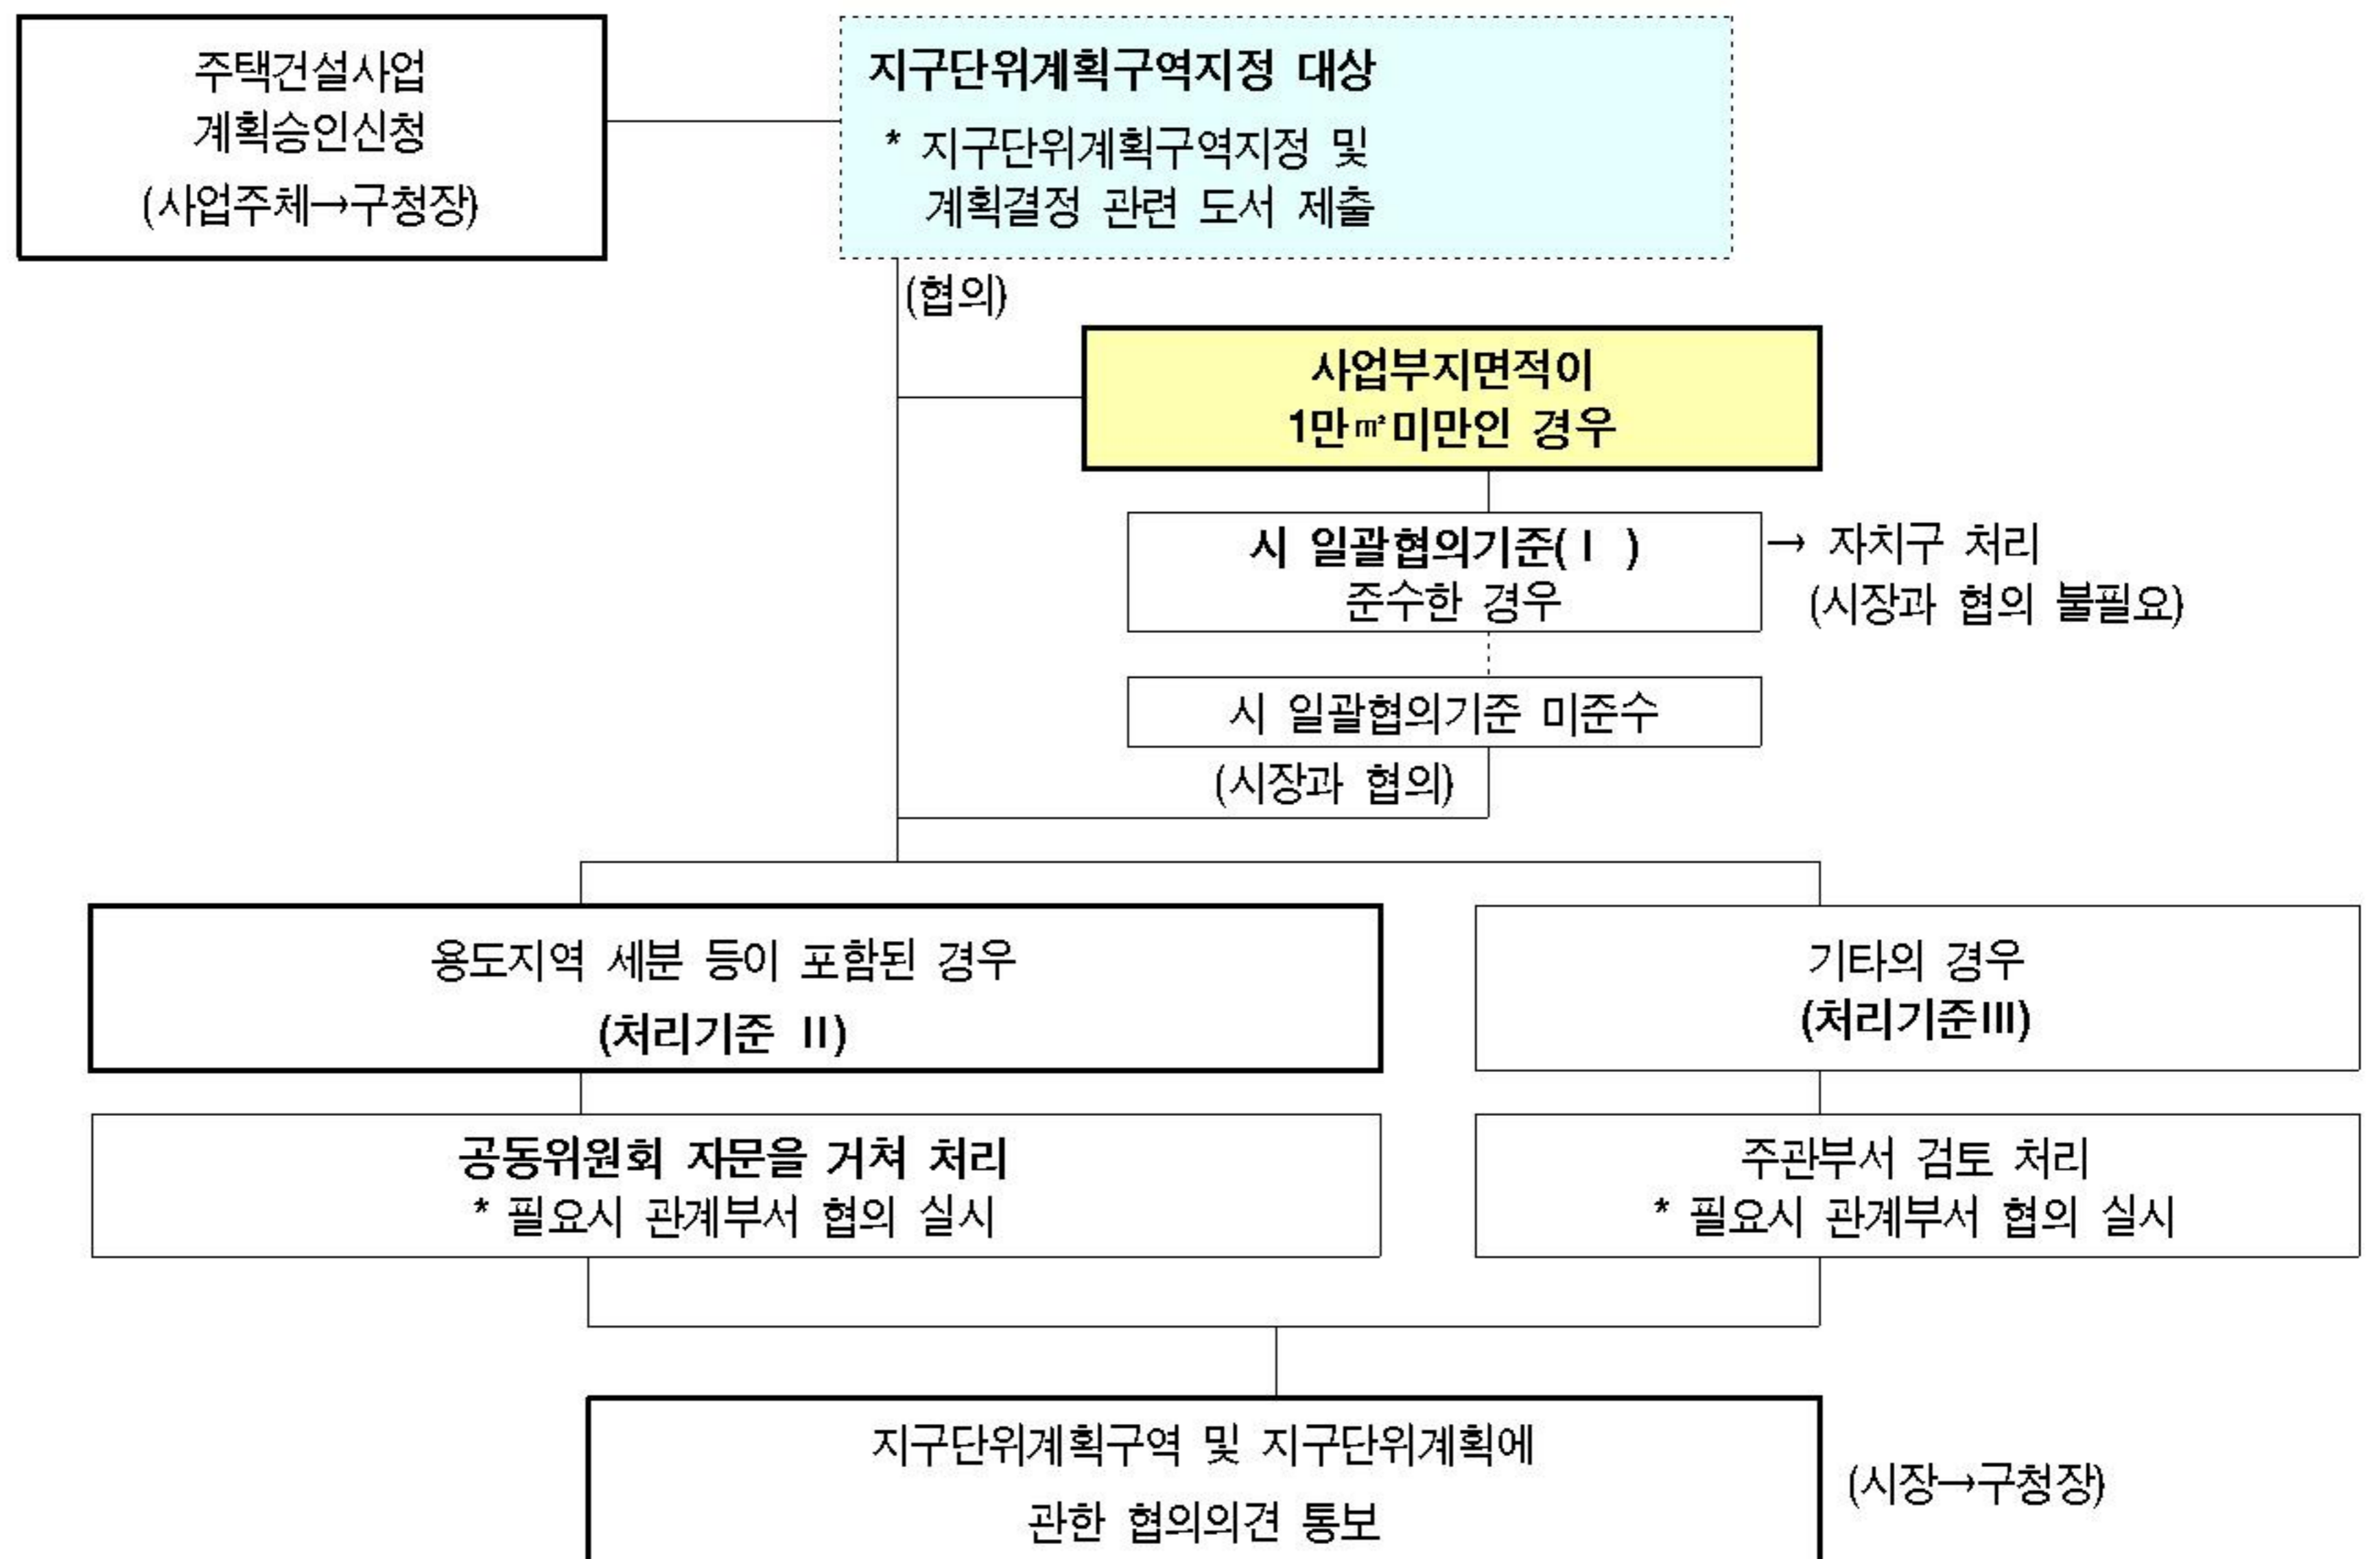 주택건설사업
계획승인신청
(사업주체→구청장)
지구단위계획구역지정 대상
* 지구단위계획구역지정 및
계획결정 관련 도서 제출
(협의)
사업부지면적이
1만㎡미만인 경우
시 일괄협의기준(Ⅰ )
준수한 경우
→ 자치구 처리
(시장과 협의 불필요)
시 일괄협의기준 미준수
(시장과 협의)
용도지역 세분 등이 포함된 경우
(처리기준 II)
기타의 경우
(처리기준III)
공동위원회 자문을 거쳐 처리
* 필요시 관계부서 협의 실시
주관부서 검토 처리
* 필요시 관계부서 협의 실시
지구단위계획구역 및 지구단위계획에
관한 협의의견 통보
(시장→구청장)